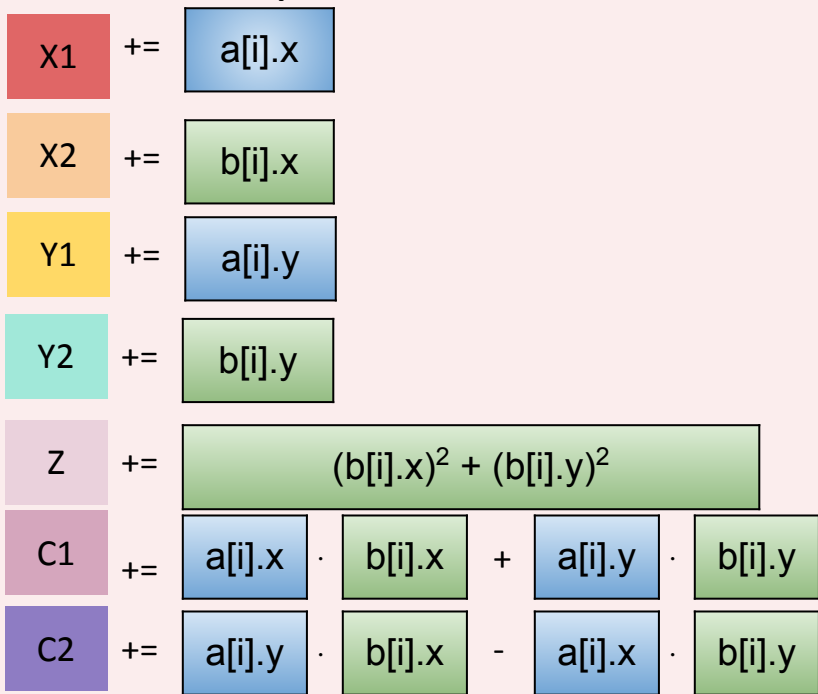 X1 += a[i].x
X2 += b[i].x
Y1 += a[i].y
Y2 += b[i].y
Z += (b[i].x)² + (b[i].y)²
C1 += a[i].x · b[i].x + a[i].y · b[i].y
C2 += a[i].y · b[i].x - a[i].x · b[i].y